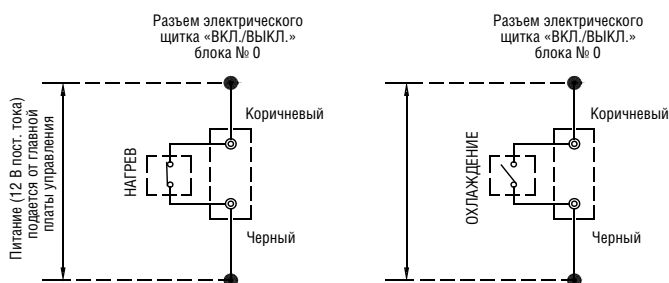 Разъем электрического
щитка «ВКЛ./ВЫКЛ.»
блока № 0
Питание (12 В пост. тока)
подается от главной
платы управления
НАГРЕВ
Коричневый
Черный
Разъем электрического
щитка «ВКЛ./ВЫКЛ.»
блока № 0
ОХЛАЖДЕНИЕ
Коричневый
Черный